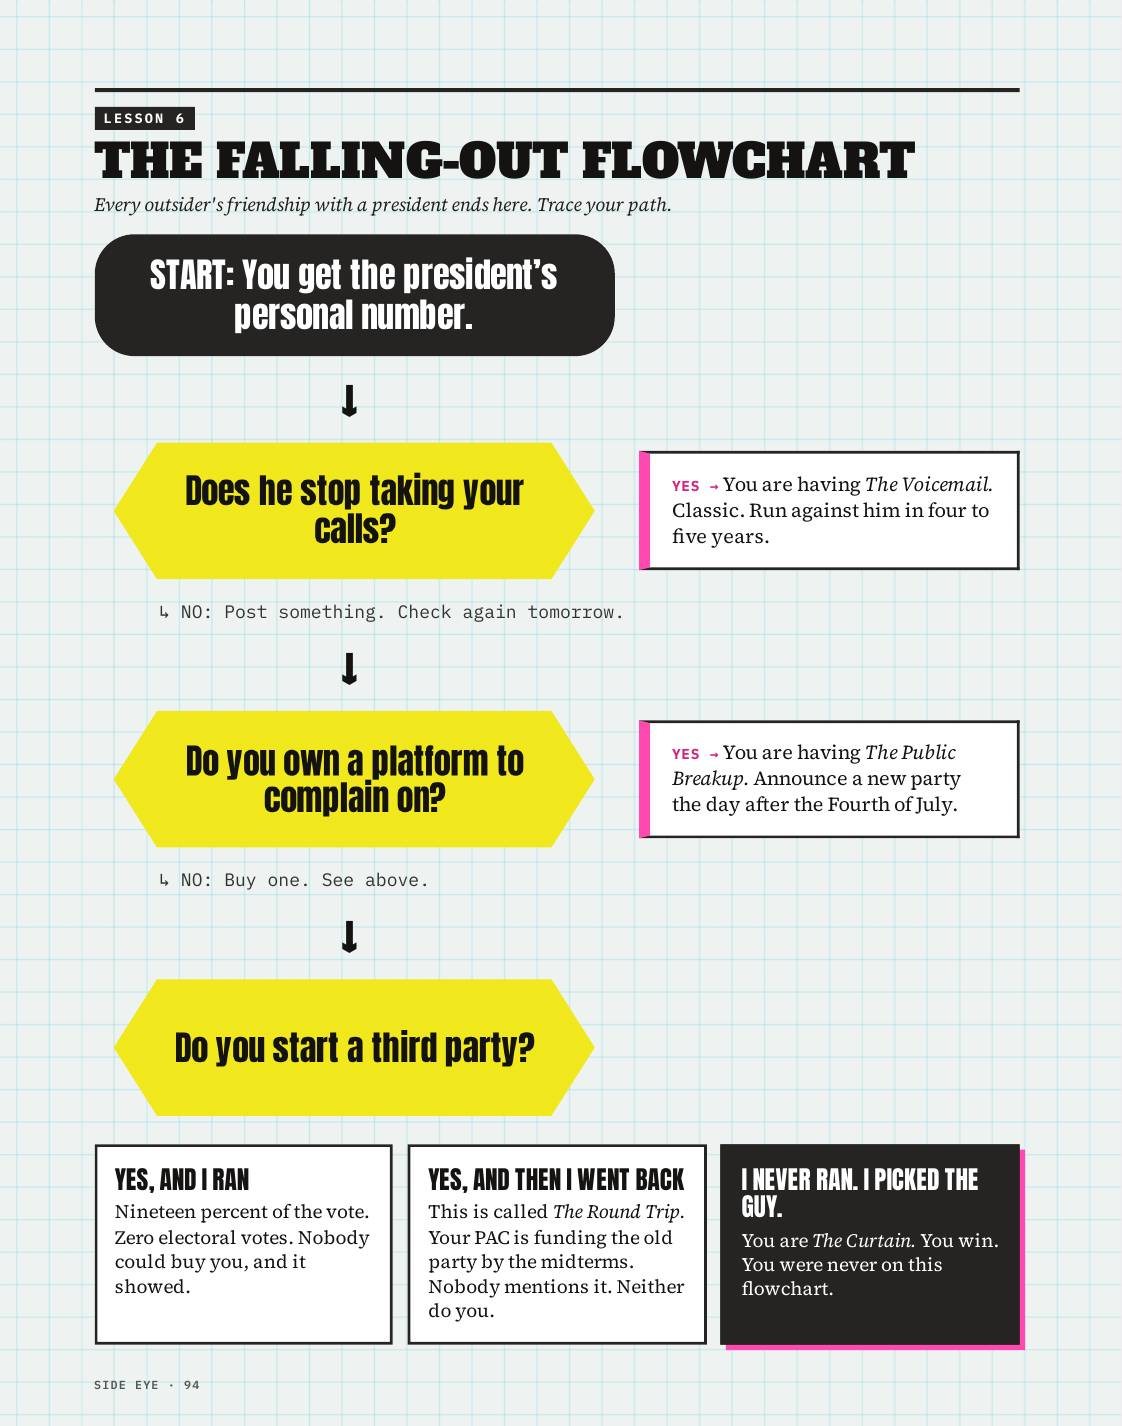 LESSON 6
THE FALLING-OUT FLOWCHART
Every outsider's friendship with a president ends here. Trace your path.
START: You get the president’s
personal number.
⬇
Does he stop taking your
calls?
YES → You are having The Voicemail.
Classic. Run against him in four to
five years.
↳ NO: Post something. Check again tomorrow.
⬇
Do you own a platform to
complain on?
YES → You are having The Public
Breakup. Announce a new party
the day after the Fourth of July.
↳ NO: Buy one. See above.
⬇
Do you start a third party?
YES, AND I RAN
Nineteen percent of the vote.
Zero electoral votes. Nobody
could buy you, and it
showed.
YES, AND THEN I WENT BACK
This is called The Round Trip.
Your PAC is funding the old
party by the midterms.
Nobody mentions it. Neither
do you.
I NEVER RAN. I PICKED THE
GUY.
You are The Curtain. You win.
You were never on this
flowchart.
SIDE EYE · 94